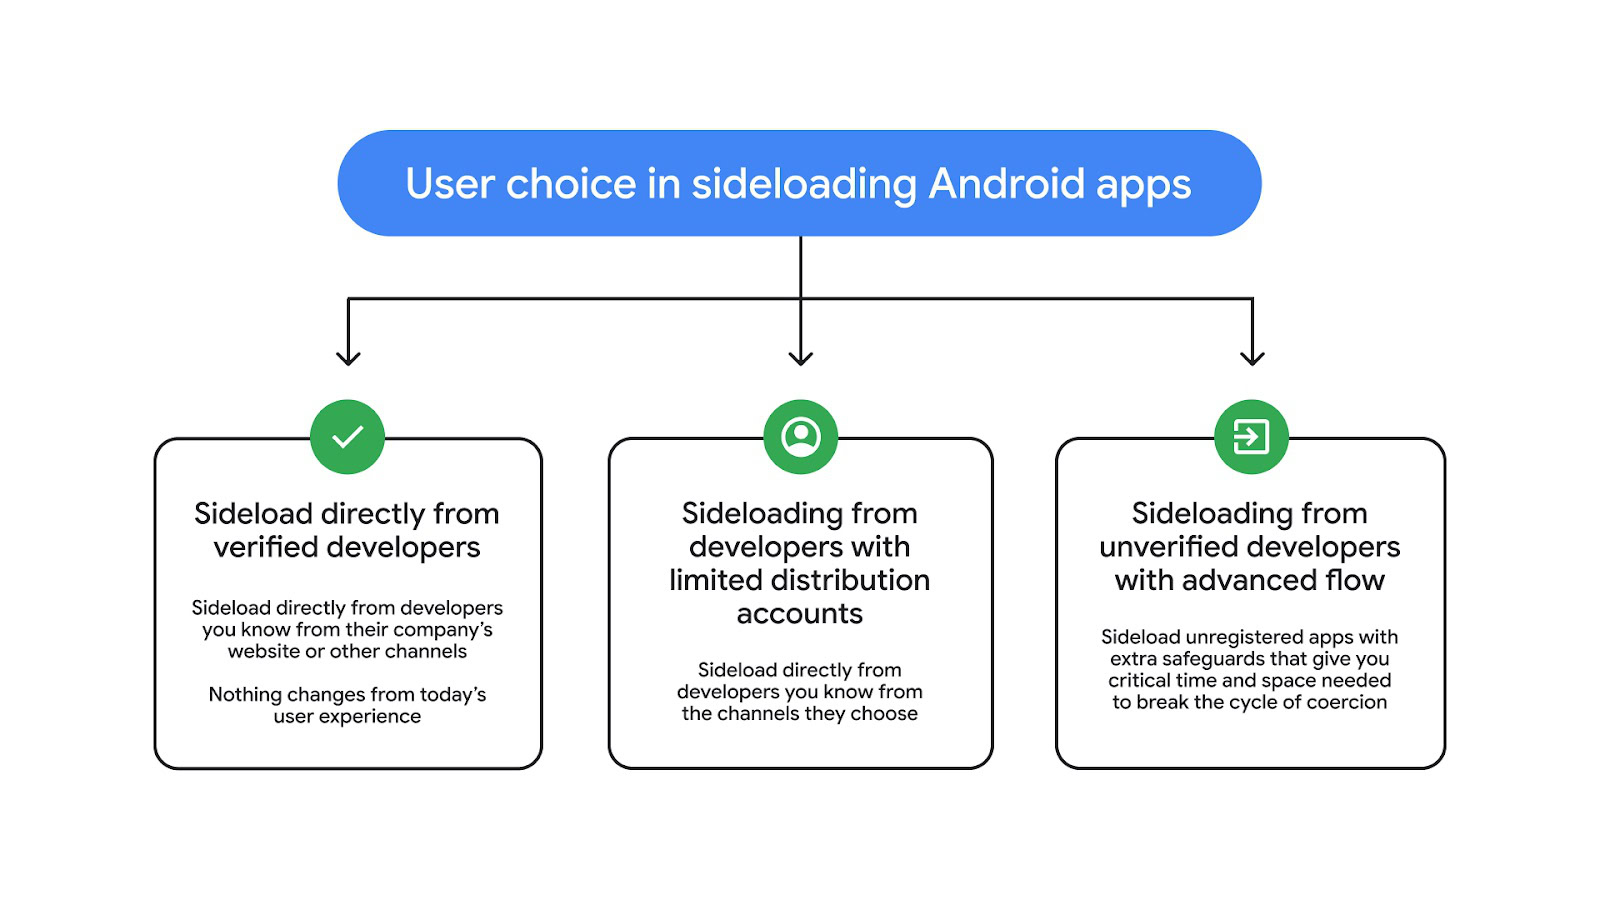 User choice in sideloading Android apps
Sideload directly from
verified developers
Sideload directly from developers
you know from their company's
website or other channels
Nothing changes from today's
user experience
Sideloading from
developers with
limited distribution
accounts
Sideload directly from
developers you know from
the channels they choose
Sideloading from
unverified developers
with advanced flow
Sideload unregistered apps with
extra safeguards that give you
critical time and space needed
to break the cycle of coercion